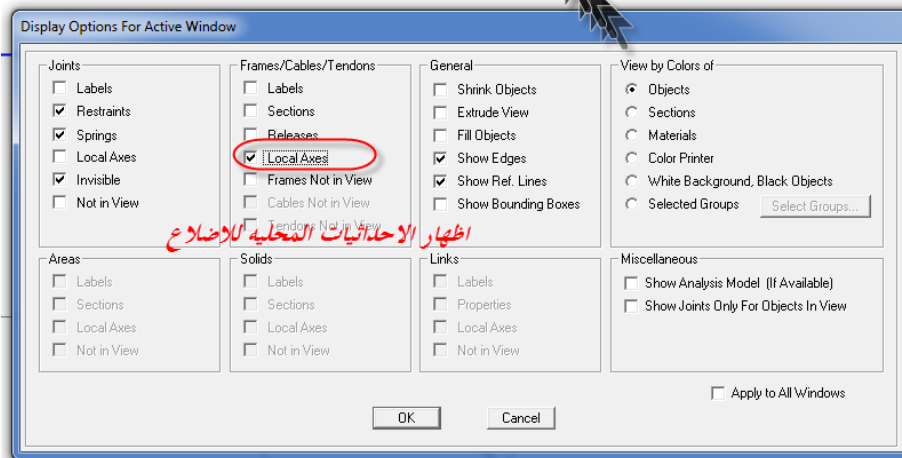 Display Options For Active Window
Joints
Labels
Restraints
Springs
Local Axes
Invisible
Not in View
Frames/Cables/Tendons
Labels
Sections
Releases
Local Axes
Frames Not in View
Cables Not in View
Tendons Not in View
اظهار الاحداثيات المحليه للاضلاع
General
Shrink Objects
Extrude View
Fill Objects
Show Edges
Show Ref. Lines
Show Bounding Boxes
View by Colors of
Objects
Sections
Materials
Color Printer
White Background, Black Objects
Selected Groups
Select Groups...
Areas
Labels
Sections
Local Axes
Not in View
Solids
Labels
Sections
Local Axes
Not in View
Links
Labels
Properties
Local Axes
Not in View
Miscellaneous
Show Analysis Model (If Available)
Show Joints Only For Objects In View
Apply to All Windows
OK
Cancel